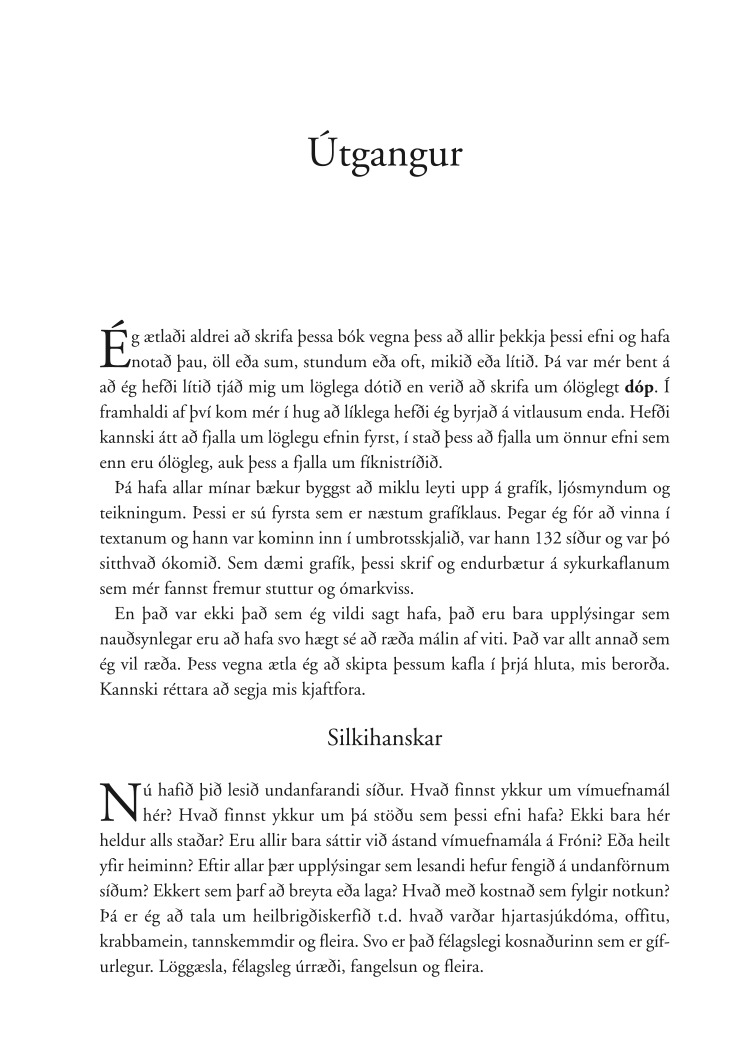 Útgangur
Ég ætlaði aldrei að skrifa þessa bók vegna þess að allir þekkja þessi efni og hafa
notað þau, öll eða sum, stundum eða oft, mikið eða lítið. Þá var mér bent á
að ég hefði lítið tjáð mig um löglega dótið en verið að skrifa um ólöglegt dóp. Í
framhaldi af því kom mér í hug að líklega hefði ég byrjað á vitlausum enda. Hefði
kannski átt að fjalla um löglegu efnin fyrst, í stað þess að fjalla um önnur efni sem
enn eru ólögleg, auk þess a fjalla um fíknistríðið.
Þá hafa allar mínar bækur byggst að miklu leyti upp á grafík, ljósmyndum og
teikningum. Þessi er sú fyrsta sem er næstum grafíklaus. Þegar ég fór að vinna í
textanum og hann var kominn inn í umbrotsskjalið, var hann 132 síður og var þó
sitthvað ókomið. Sem dæmi grafík, þessi skrif og endurbætur á sykurkaflanum
sem mér fannst fremur stuttur og ómarkviss.
En það var ekki það sem ég vildi sagt hafa, það eru bara upplýsingar sem
nauðsynlegar eru að hafa svo hægt sé að ræða málin af viti. Það var allt annað sem
ég vil ræða. Þess vegna ætla ég að skipta þessum kafla í þrjá hluta, mis berorða.
Kannski réttara að segja mis kjaftfora.
Silkihanskar
Nú hafið þið lesið undanfarandi síður. Hvað finnst ykkur um vímuefnamál
hér? Hvað finnst ykkur um þá stöðu sem þessi efni hafa? Ekki bara hér
heldur alls staðar? Eru allir bara sáttir við ástand vímuefnamála á Fróni? Eða heilt
yfir heiminn? Eftir allar þær upplýsingar sem lesandi hefur fengið á undanförnum
síðum? Ekkert sem þarf að breyta eða laga? Hvað með kostnað sem fylgir notkun?
Þá er ég að tala um heilbrigðiskerfið t.d. hvað varðar hjartasjúkdóma, offitu,
krabbamein, tannskemmdir og fleira. Svo er það félagslegi kosnaðurinn sem er gíf-
urlegur. Löggæsla, félagsleg úrræði, fangelsun og fleira.